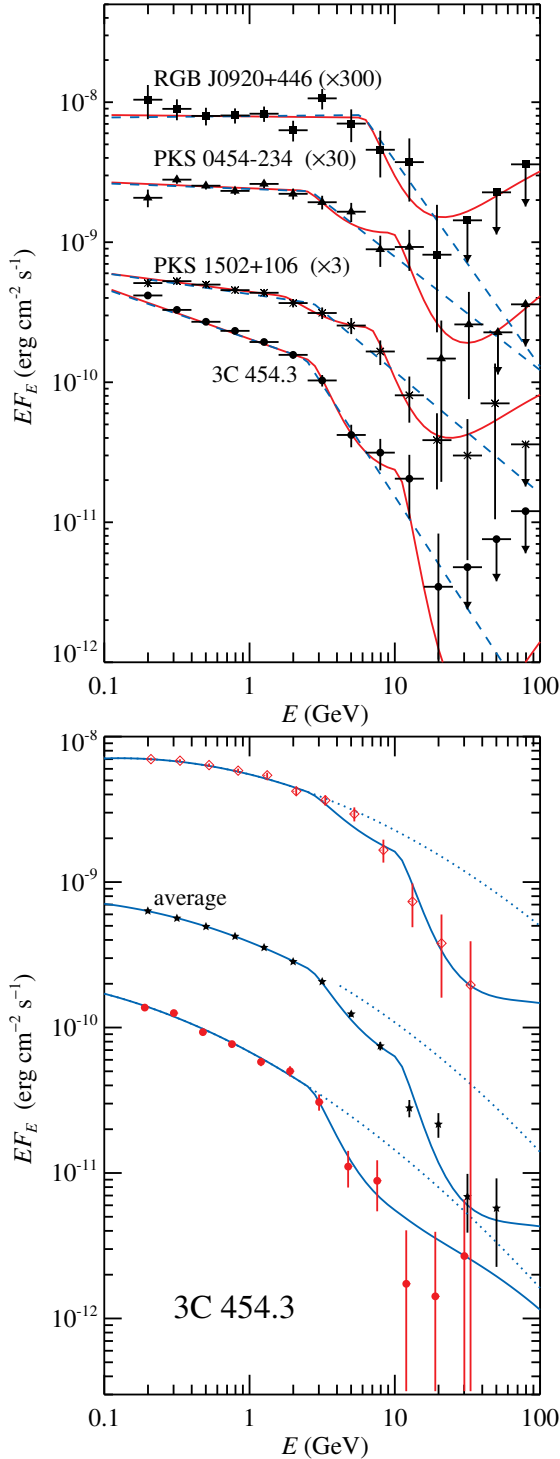 10⁻⁸
10⁻⁹
10⁻¹⁰
10⁻¹¹
10⁻¹²
EF_E (erg cm⁻² s⁻¹)
RGB J0920+446 (×300)
PKS 0454-234 (×30)
PKS 1502+106 (×3)
3C 454.3
0.1 1 10 100
E (GeV)
10⁻⁸
10⁻⁹
10⁻¹⁰
10⁻¹¹
10⁻¹²
EF_E (erg cm⁻² s⁻¹)
average
3C 454.3
0.1 1 10 100
E (GeV)